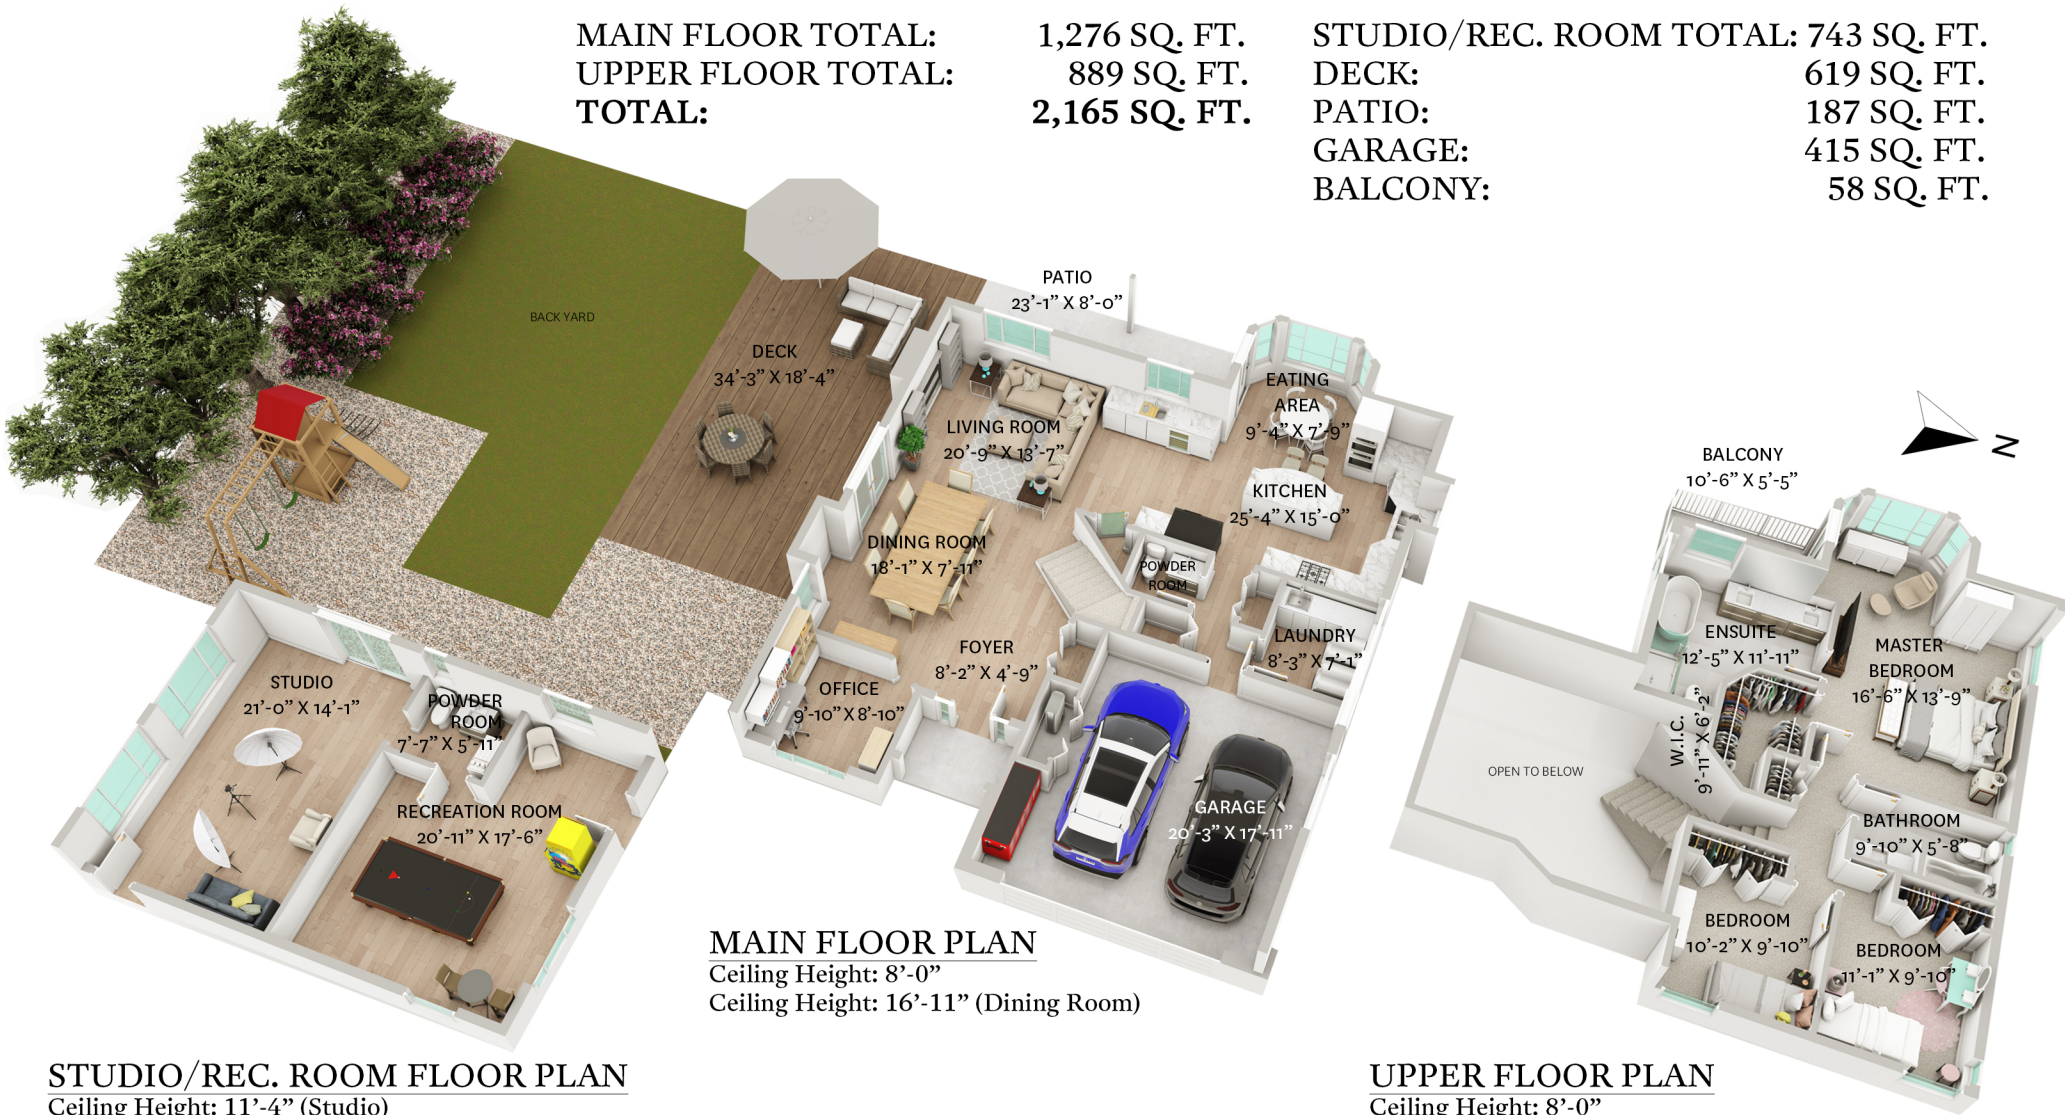 MAIN FLOOR TOTAL: 1,276 SQ. FT.
UPPER FLOOR TOTAL: 889 SQ. FT.
TOTAL: 2,165 SQ. FT.
STUDIO/REC. ROOM TOTAL: 743 SQ. FT.
DECK: 619 SQ. FT.
PATIO: 187 SQ. FT.
GARAGE: 415 SQ. FT.
BALCONY: 58 SQ. FT.
BACK YARD
PATIO
23'-1" X 8'-0"
DECK
34'-3" X 18'-4"
EATING
AREA
9'-4" X 7'-9"
LIVING ROOM
20'-9" X 13'-7"
KITCHEN
25'-4" X 15'-0"
DINING ROOM
18'-1" X 7'-11"
POWDER
ROOM
FOYER
8'-2" X 4'-9"
LAUNDRY
8'-3" X 7'-1"
OFFICE
9'-10" X 8'-10"
GARAGE
20'-3" X 17'-11"
MAIN FLOOR PLAN
Ceiling Height: 8'-0"
Ceiling Height: 16'-11" (Dining Room)
STUDIO
21'-0" X 14'-1"
POWDER
ROOM
7'-7" X 5'-11"
RECREATION ROOM
20'-11" X 17'-6"
STUDIO/REC. ROOM FLOOR PLAN
Ceiling Height: 11'-4" (Studio)
N
BALCONY
10'-6" X 5'-5"
ENSUITE
12'-5" X 11'-11"
MASTER
BEDROOM
16'-6" X 13'-9"
W.I.C.
9'-11" X 6'-2"
OPEN TO BELOW
BATHROOM
9'-10" X 5'-8"
BEDROOM
10'-2" X 9'-10"
BEDROOM
11'-1" X 9'-10"
UPPER FLOOR PLAN
Ceiling Height: 8'-0"